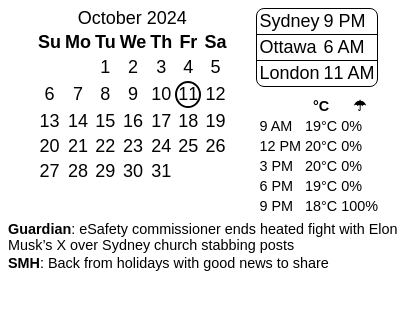 October 2024
Su Mo Tu We Th Fr Sa
1 2 3 4 5
6 7 8 9 10 11 12
13 14 15 16 17 18 19
20 21 22 23 24 25 26
27 28 29 30 31
Sydney 9 PM
Ottawa 6 AM
London 11 AM
°C ☂
9 AM 19°C 0%
12 PM 20°C 0%
3 PM 20°C 0%
6 PM 19°C 0%
9 PM 18°C 100%
Guardian: eSafety commissioner ends heated fight with Elon
Musk's X over Sydney church stabbing posts
SMH: Back from holidays with good news to share